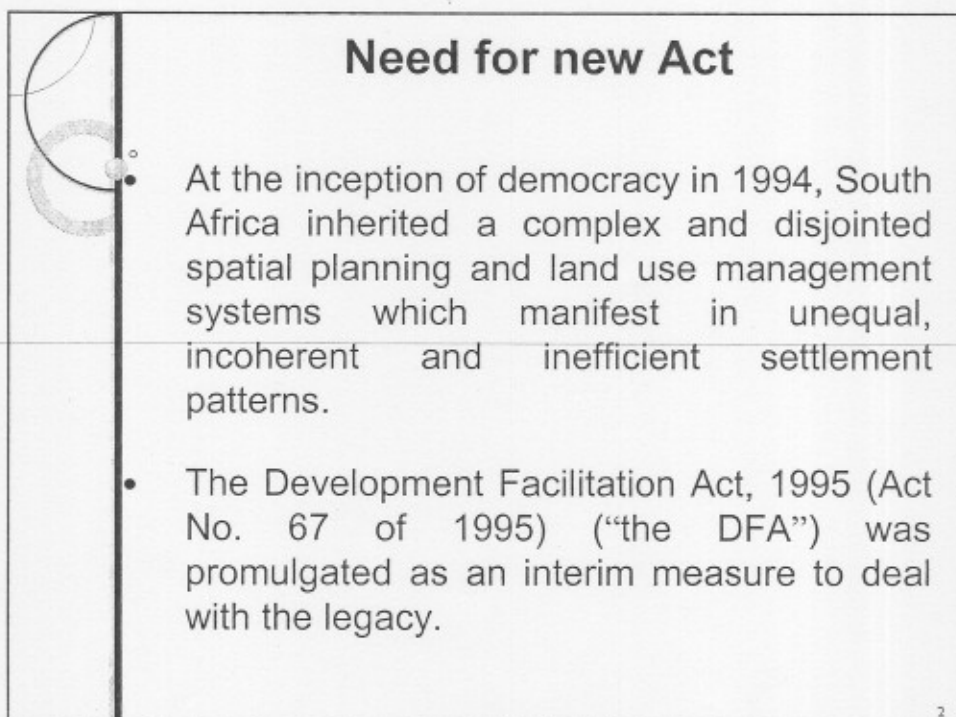 Need for new Act
• At the inception of democracy in 1994, South
Africa inherited a complex and disjointed
spatial planning and land use management
systems which manifest in unequal,
incoherent and inefficient settlement
patterns.
• The Development Facilitation Act, 1995 (Act
No. 67 of 1995) (“the DFA”) was
promulgated as an interim measure to deal
with the legacy.
2